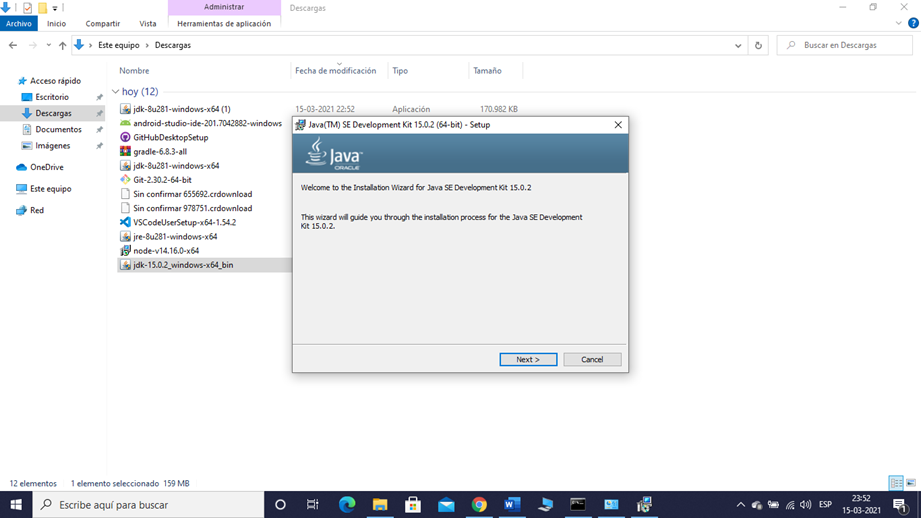 Administrar
Descargas
Archivo
Inicio
Compartir
Vista
Herramientas de aplicación
Este equipo
Descargas
Buscar en Descargas
Nombre
Fecha de modificación
Tipo
Tamaño
Acceso rápido
Escritorio
Descargas
Documentos
Imágenes
OneDrive
Este equipo
Red
hoy (12)
jdk-8u281-windows-x64 (1)
15-03-2021 22:52
Aplicación
170.982 KB
android-studio-ide-201.7042882-windows
GitHubDesktopSetup
gradle-6.8.3-all
jdk-8u281-windows-x64
Git-2.30.2-64-bit
Sin confirmar 655692.crdownload
Sin confirmar 978751.crdownload
VSCodeUserSetup-x64-1.54.2
jre-8u281-windows-x64
node-v14.16.0-x64
jdk-15.0.2_windows-x64_bin
Java(TM) SE Development Kit 15.0.2 (64-bit) - Setup
Java™
ORACLE
Welcome to the Installation Wizard for Java SE Development Kit 15.0.2
This wizard will guide you through the installation process for the Java SE Development
Kit 15.0.2.
Next >
Cancel
12 elementos
1 elemento seleccionado 159 MB
Escribe aquí para buscar
ESP
23:52
15-03-2021
1